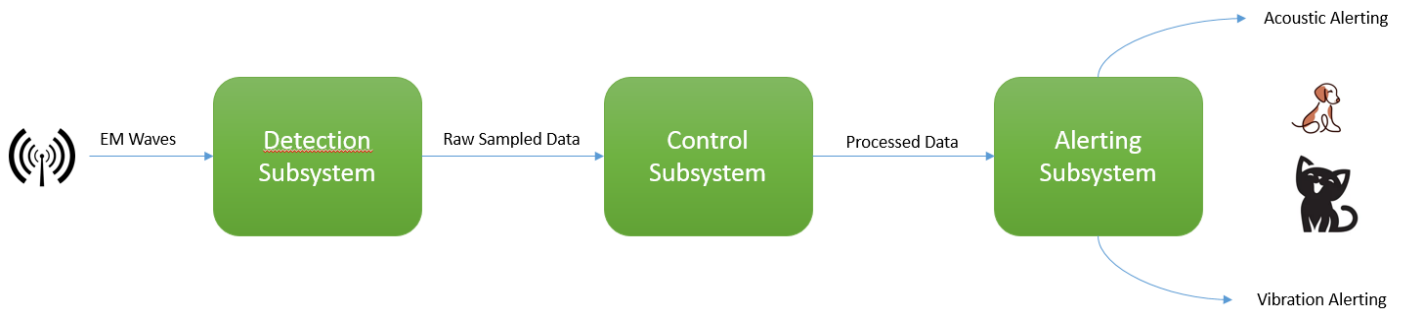 Acoustic Alerting
EM Waves
Detection
Subsystem
Raw Sampled Data
Control
Subsystem
Processed Data
Alerting
Subsystem
Vibration Alerting